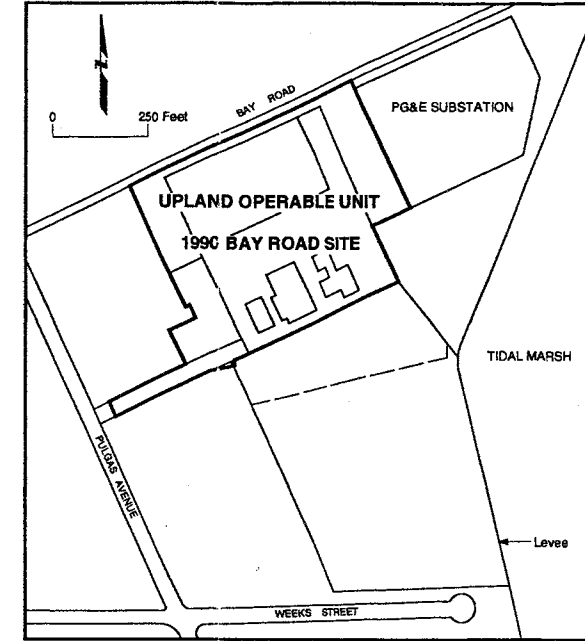 N
0 250 Feet
BAY ROAD
PG&E SUBSTATION
UPLAND OPERABLE UNIT
1990 BAY ROAD SITE
TIDAL MARSH
PULGAS AVENUE
Levee
WEEKS STREET